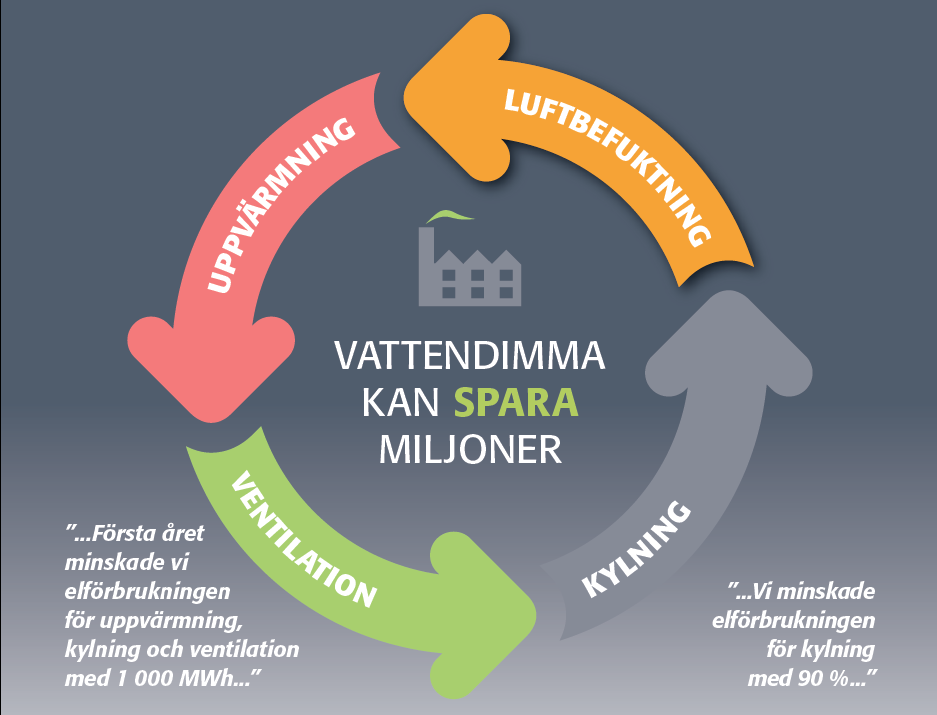 LUFTBEFUKTNING
UPPVÄRMNING
VATTENDIMMA
KAN SPARA
MILJONER
VENTILATION
KYLNING
”...Första året
minskade vi
elförbrukningen
för uppvärmning,
kylning och ventilation
med 1 000 MWh...”
”...Vi minskade
elförbrukningen
för kylning
med 90 %...”